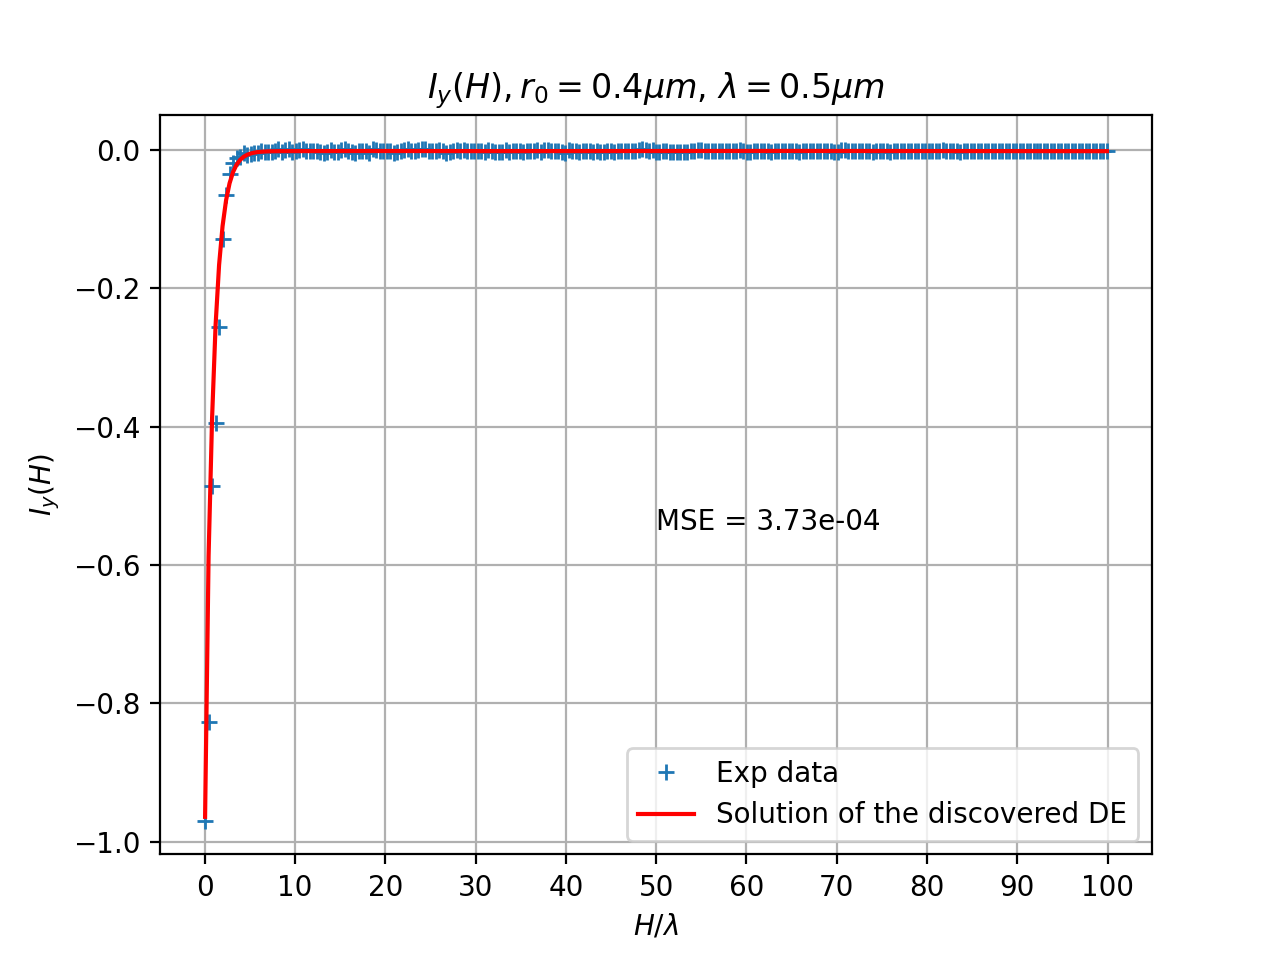 I_y(H), r_0 = 0.4μm, λ = 0.5μm
0.0
−0.2
−0.4
−0.6
−0.8
−1.0
I_y(H)
MSE = 3.73e-04
Exp data
Solution of the discovered DE
0 10 20 30 40 50 60 70 80 90 100
H/λ